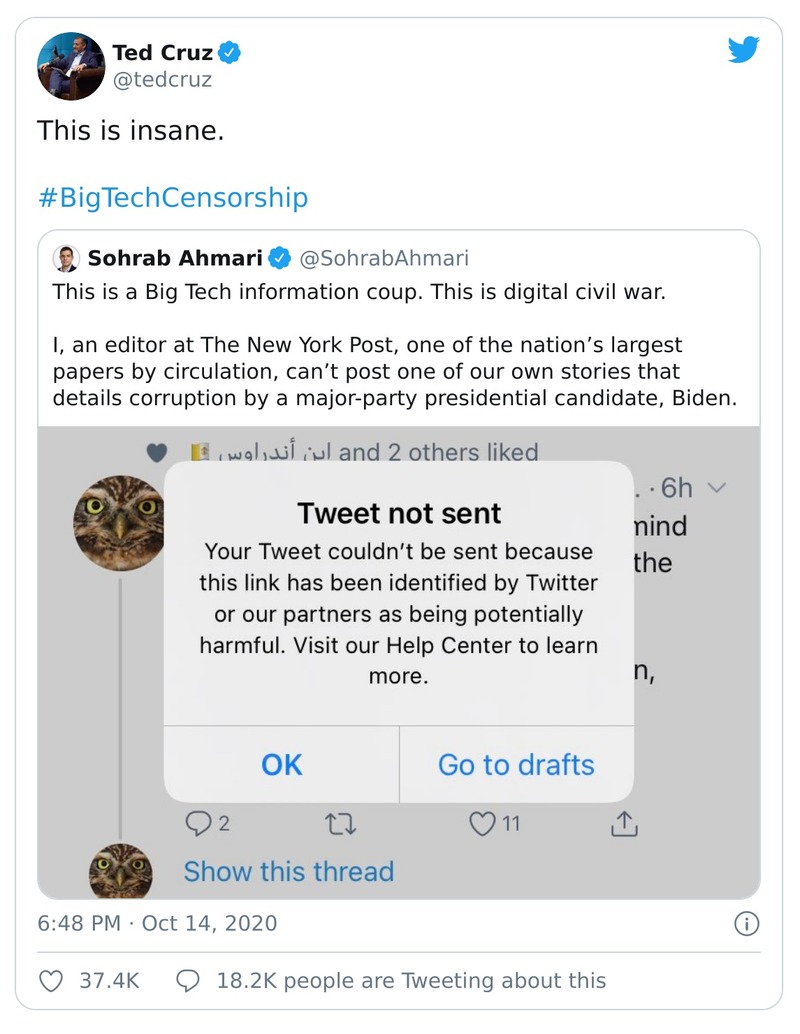 Ted Cruz
@tedcruz
This is insane.
#BigTechCensorship
Sohrab Ahmari @SohrabAhmari
This is a Big Tech information coup. This is digital civil war.
I, an editor at The New York Post, one of the nation’s largest
papers by circulation, can’t post one of our own stories that
details corruption by a major-party presidential candidate, Biden.
ابن أندراوس and 2 others liked
. · 6h
mind
the
n,
Tweet not sent
Your Tweet couldn’t be sent because
this link has been identified by Twitter
or our partners as being potentially
harmful. Visit our Help Center to learn
more.
OK
Go to drafts
2
11
Show this thread
6:48 PM · Oct 14, 2020
37.4K
18.2K people are Tweeting about this